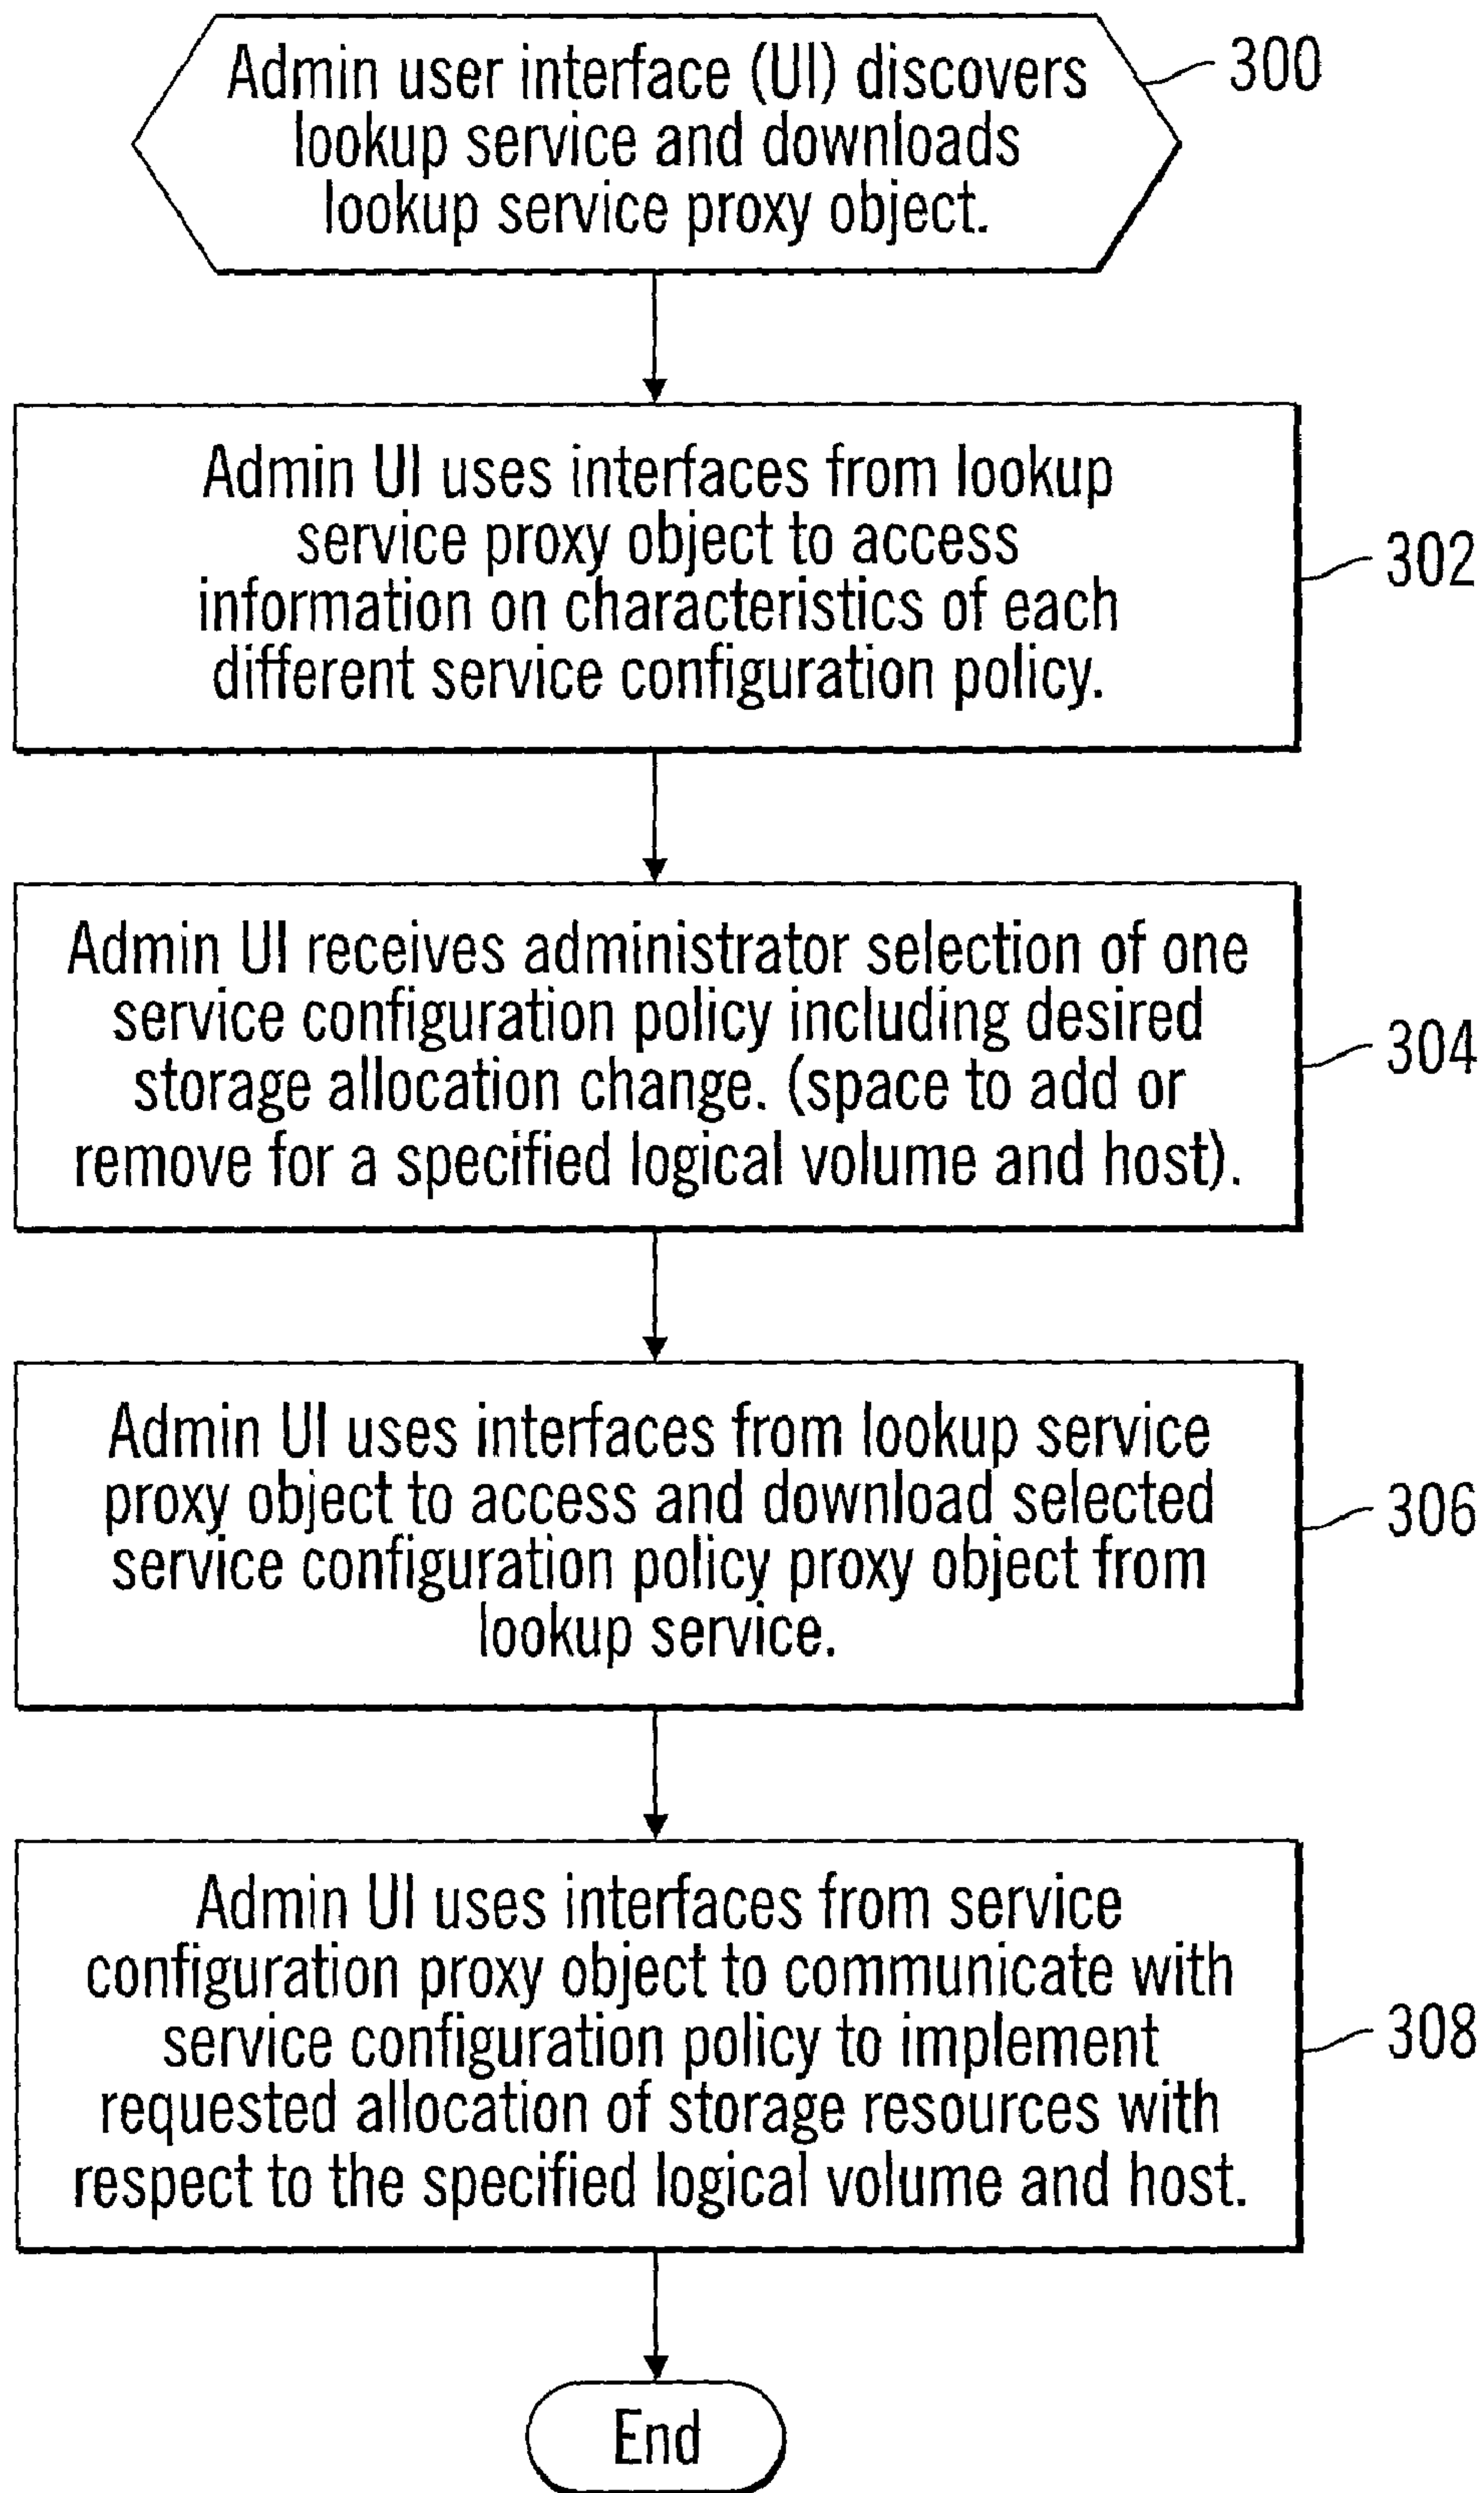 Admin user interface (UI) discovers
lookup service and downloads
lookup service proxy object.
300
Admin UI uses interfaces from lookup
service proxy object to access
information on characteristics of each
different service configuration policy.
302
Admin UI receives administrator selection of one
service configuration policy including desired
storage allocation change. (space to add or
remove for a specified logical volume and host).
304
Admin UI uses interfaces from lookup service
proxy object to access and download selected
service configuration policy proxy object from
lookup service.
306
Admin UI uses interfaces from service
configuration proxy object to communicate with
service configuration policy to implement
requested allocation of storage resources with
respect to the specified logical volume and host.
308
End